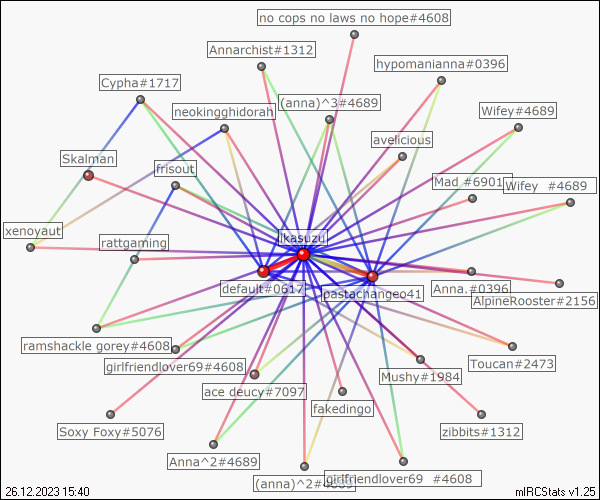 no cops no laws no hope#4608
Annarchist#1312
hypomanianna#0396
Cypha#1717
neokingghidorah
(anna)^3#4689
Wifey#4689
avelicious
Skalman
frisout
Mad #6901
Wifey #4689
xenoyaut
ikasuzu
rattgaming
default#0617
pastachangeo41
Anna.#0396
AlpineRooster#2156
ramshackle gorey#4608
girlfriendlover69#4608
Toucan#2473
Mushy#1984
ace deucy#7097
fakedingo
Soxy Foxy#5076
zibbits#1312
Anna^2#4689
(anna)^2#4689
girlfriendlover69 #4608
26.12.2023 15:40
mIRCStats v1.25